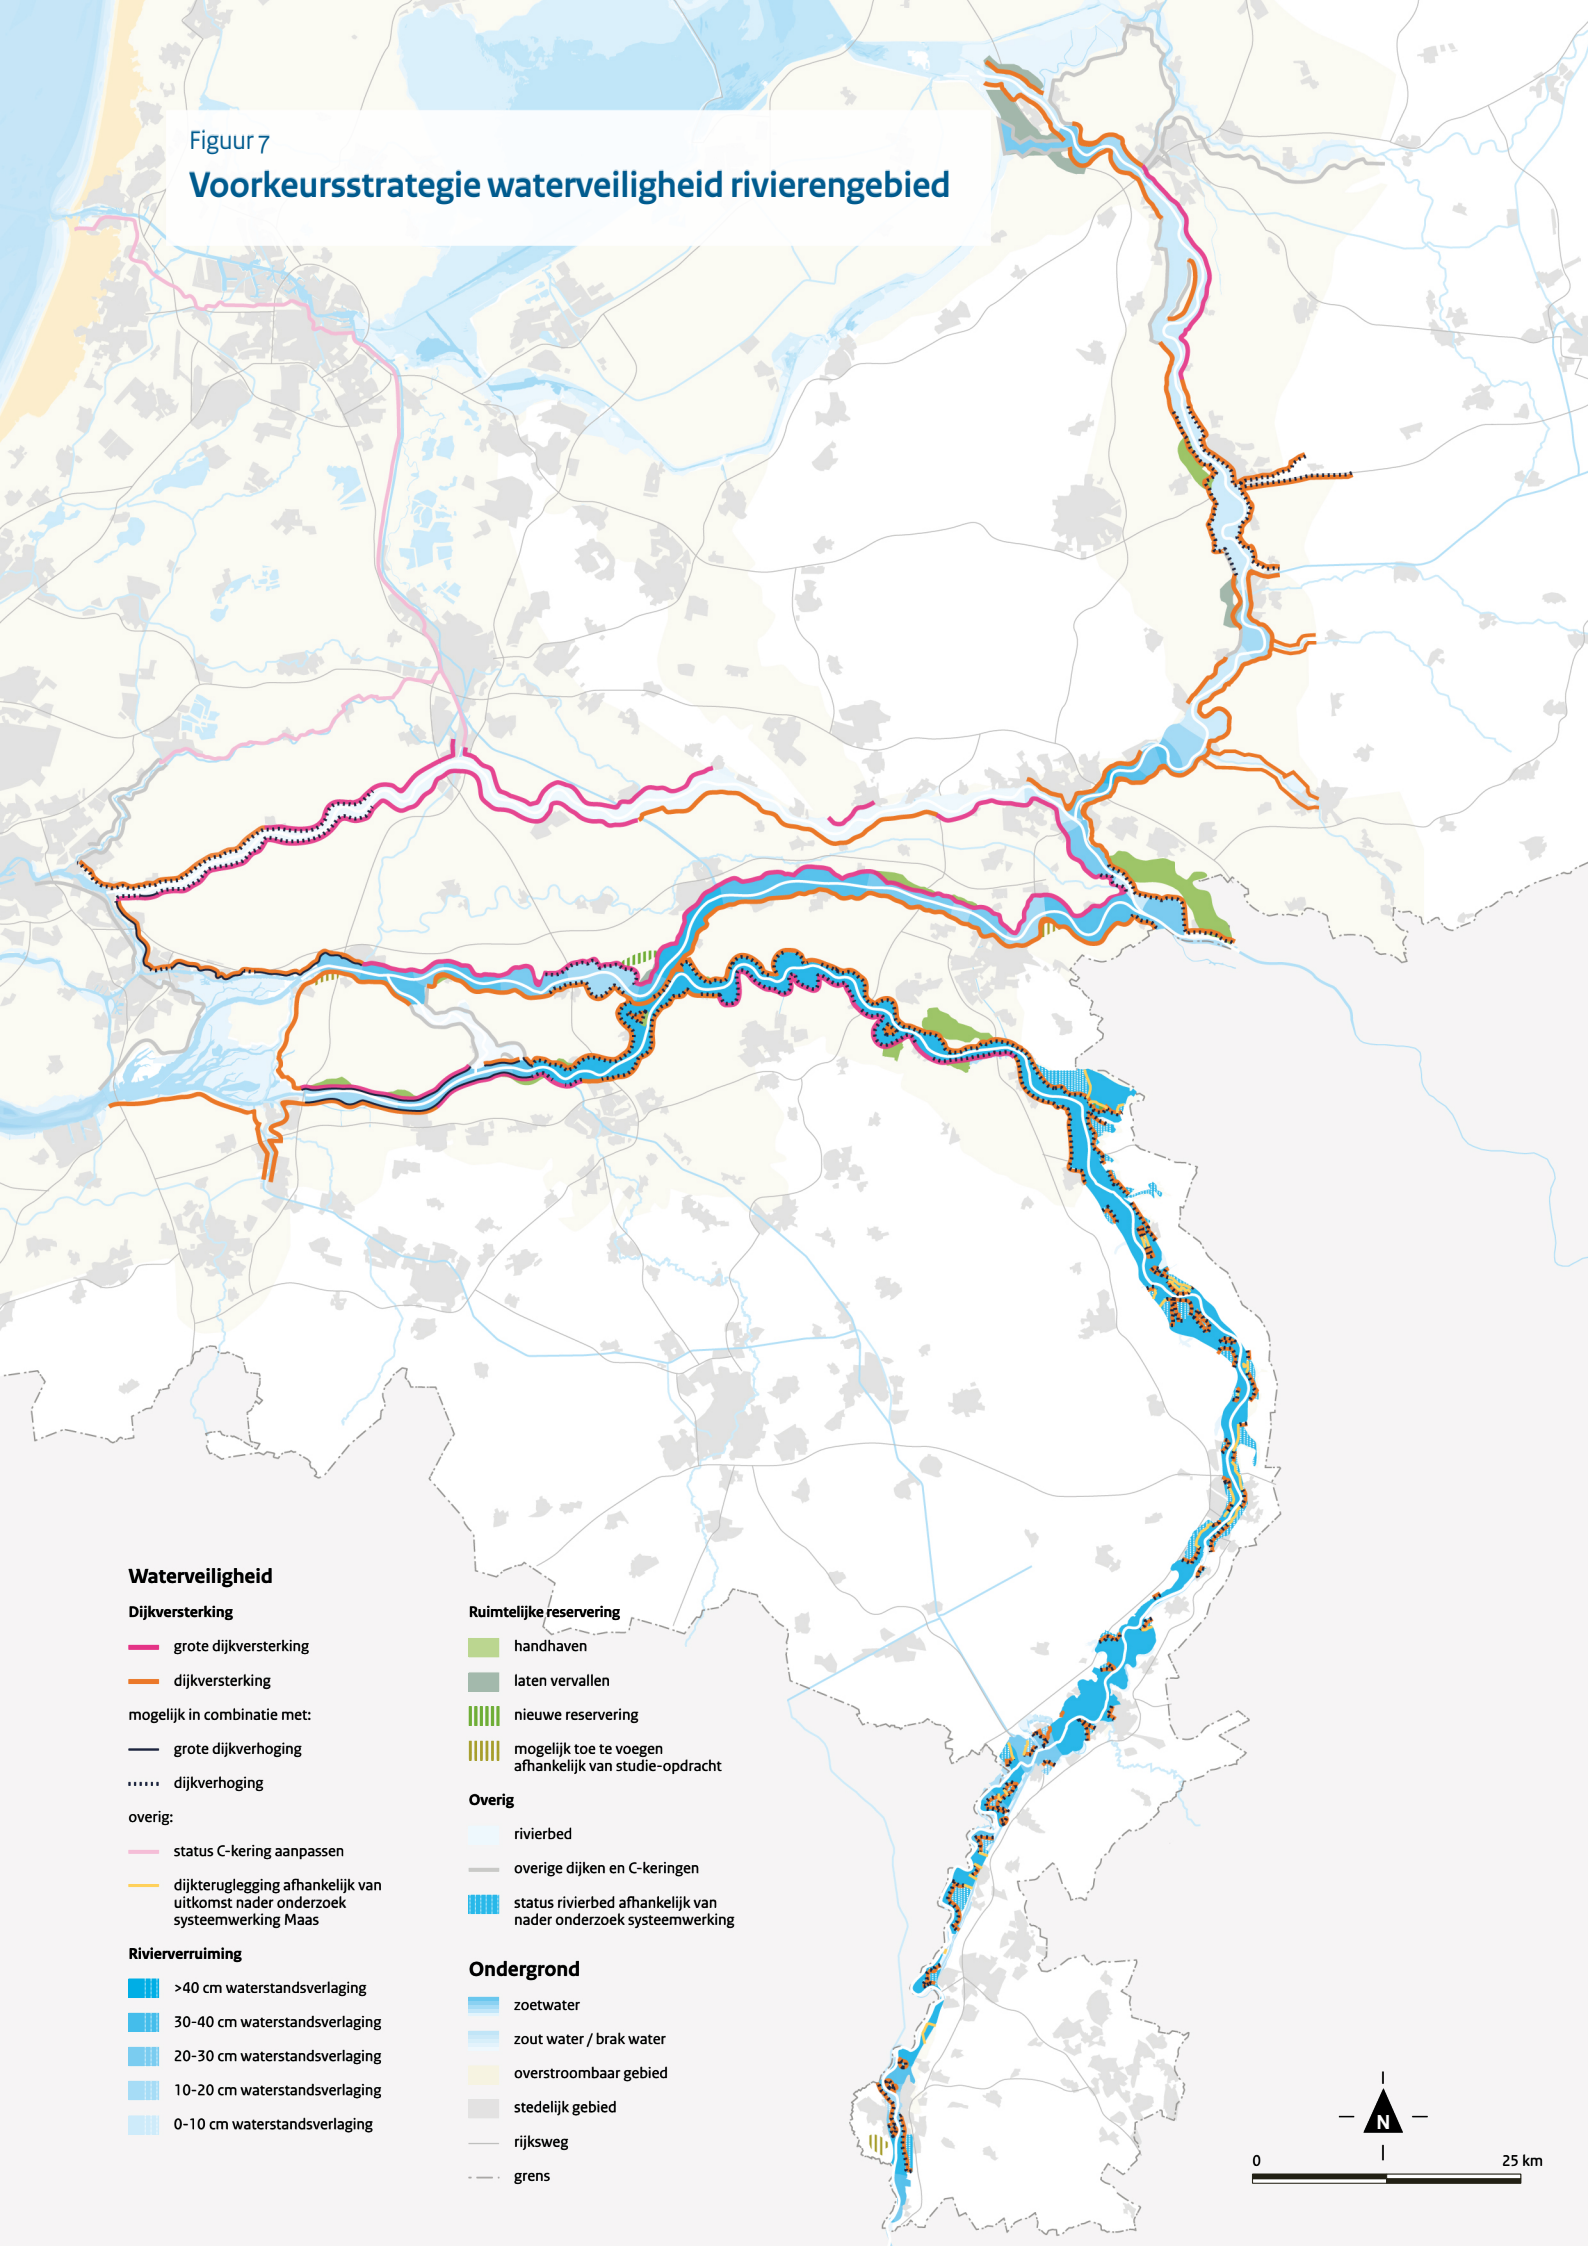 Figuur 7
Voorkeursstrategie waterveiligheid rivierengebied
Waterveiligheid
Dijkversterking
grote dijkversterking
dijkversterking
mogelijk in combinatie met:
grote dijkverhoging
dijkverhoging
overig:
status C-kering aanpassen
dijkteruglegging afhankelijk van
uitkomst nader onderzoek
systeemwerking Maas
Rivierverruiming
>40 cm waterstandsverlaging
30-40 cm waterstandsverlaging
20-30 cm waterstandsverlaging
10-20 cm waterstandsverlaging
0-10 cm waterstandsverlaging
Ruimtelijke reservering
handhaven
laten vervallen
nieuwe reservering
mogelijk toe te voegen
afhankelijk van studie-opdracht
Overig
rivierbed
overige dijken en C-keringen
status rivierbed afhankelijk van
nader onderzoek systeemwerking
Ondergrond
zoetwater
zout water / brak water
overstroombaar gebied
stedelijk gebied
rijksweg
grens
N
0 25 km